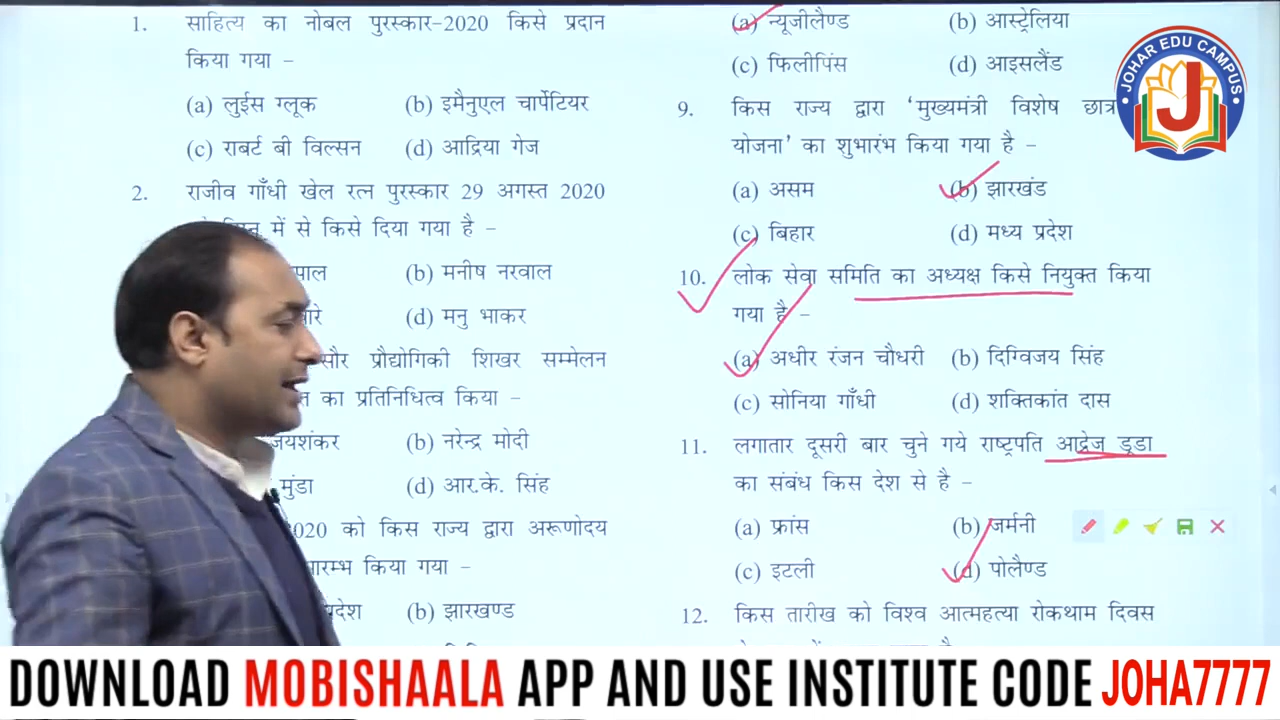 1. साहित्य का नोबल पुरस्कार-2020 किसे प्रदान
किया गया –
(a) लुईस ग्लूक (b) इमैनुएल चार्पेटियर
(c) राबर्ट बी विल्सन (d) आद्रिया गेज
2. राजीव गाँधी खेल रत्न पुरस्कार 29 अगस्त 2020
में से किसे दिया गया है –
पाल (b) मनीष नरवाल
(d) मनु भाकर
सौर प्रौद्योगिकी शिखर सम्मेलन
का प्रतिनिधित्व किया –
जयशंकर (b) नरेन्द्र मोदी
मुंडा (d) आर.के. सिंह
2020 को किस राज्य द्वारा अरूणोदय
किया गया –
(b) झारखण्ड
(a) न्यूजीलैण्ड (b) आस्ट्रेलिया
(c) फिलीपिंस (d) आइसलैंड
9. किस राज्य द्वारा 'मुख्यमंत्री विशेष छात्र
योजना' का शुभारंभ किया गया है –
(a) असम (b) झारखंड
(c) बिहार (d) मध्य प्रदेश
10. लोक सेवा समिति का अध्यक्ष किसे नियुक्त किया
गया है –
(a) अधीर रंजन चौधरी (b) दिग्विजय सिंह
(c) सोनिया गाँधी (d) शक्तिकांत दास
11. लगातार दूसरी बार चुने गये राष्ट्रपति आद्रेज डूडा
का संबंध किस देश से है –
(a) फ्रांस (b) जर्मनी
(c) इटली (d) पोलैण्ड
12. किस तारीख को विश्व आत्महत्या रोकथाम दिवस
JOHAR EDU CAMPUS
J
DOWNLOAD MOBISHAALA APP AND USE INSTITUTE CODE JOHA7777